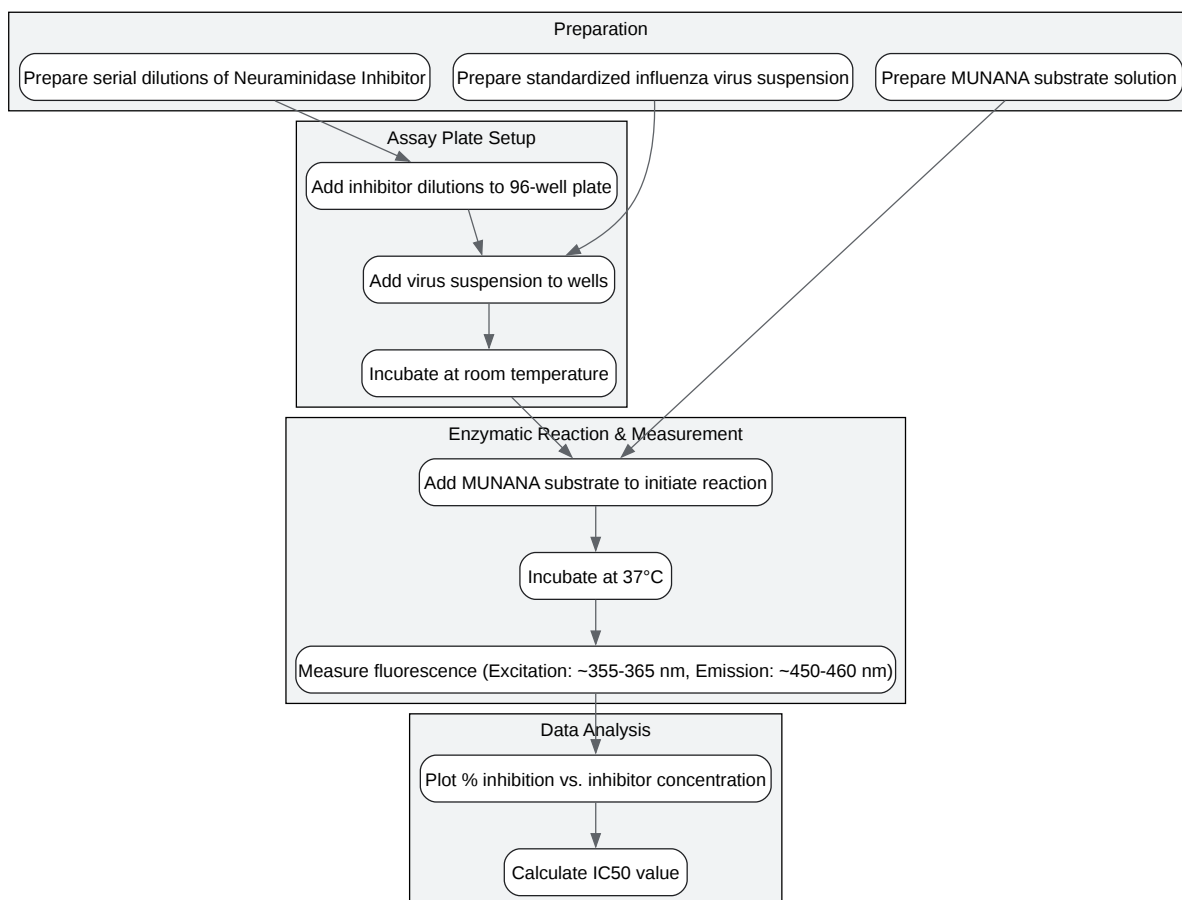 Preparation
Prepare serial dilutions of Neuraminidase Inhibitor
Prepare standardized influenza virus suspension
Prepare MUNANA substrate solution
Assay Plate Setup
Add inhibitor dilutions to 96-well plate
Add virus suspension to wells
Incubate at room temperature
Enzymatic Reaction & Measurement
Add MUNANA substrate to initiate reaction
Incubate at 37°C
Measure fluorescence (Excitation: ~355-365 nm, Emission: ~450-460 nm)
Data Analysis
Plot % inhibition vs. inhibitor concentration
Calculate IC50 value